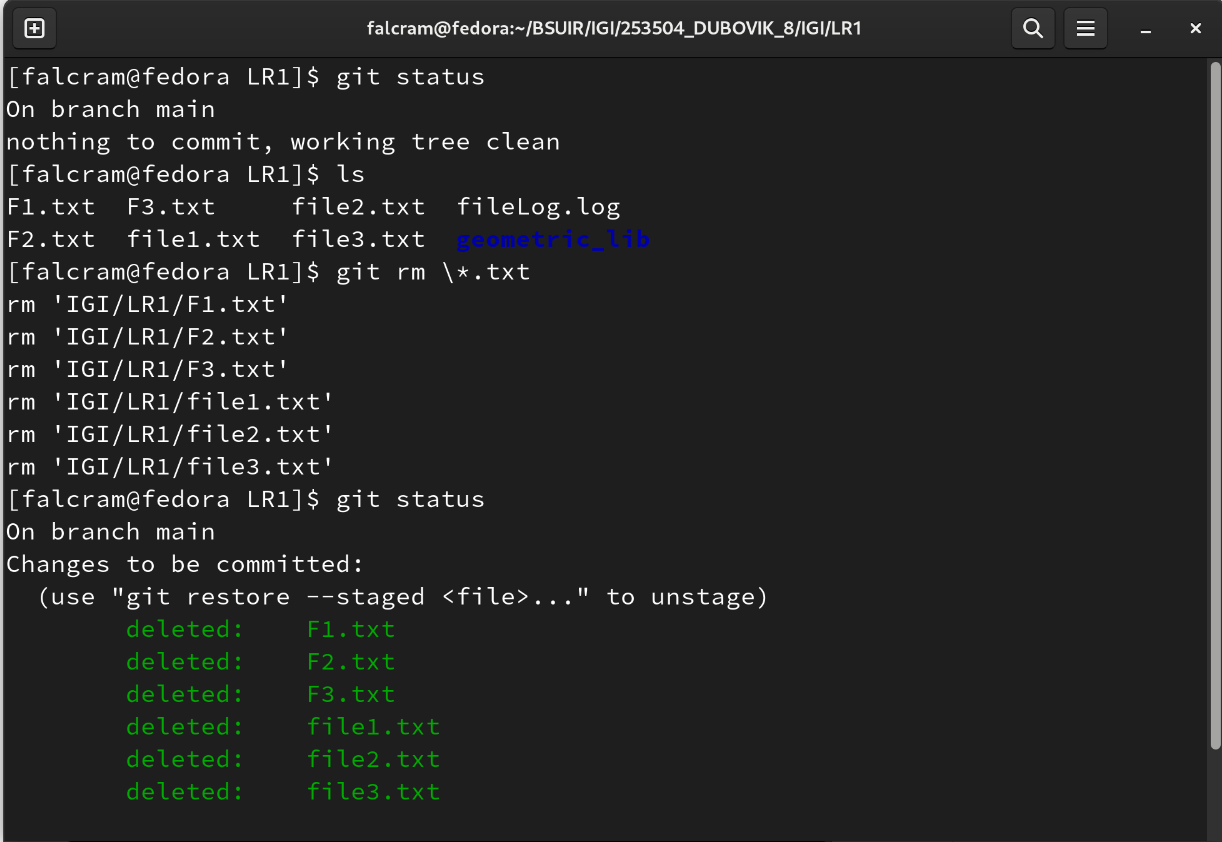 falcram@fedora:~/BSUIR/IGI/253504_DUBOVIK_8/IGI/LR1
[falcram@fedora LR1]$ git status
On branch main
nothing to commit, working tree clean
[falcram@fedora LR1]$ ls
F1.txt  F3.txt     file2.txt  fileLog.log
F2.txt  file1.txt  file3.txt  geometric_lib
[falcram@fedora LR1]$ git rm \*.txt
rm 'IGI/LR1/F1.txt'
rm 'IGI/LR1/F2.txt'
rm 'IGI/LR1/F3.txt'
rm 'IGI/LR1/file1.txt'
rm 'IGI/LR1/file2.txt'
rm 'IGI/LR1/file3.txt'
[falcram@fedora LR1]$ git status
On branch main
Changes to be committed:
  (use "git restore --staged <file>..." to unstage)
        deleted:    F1.txt
        deleted:    F2.txt
        deleted:    F3.txt
        deleted:    file1.txt
        deleted:    file2.txt
        deleted:    file3.txt